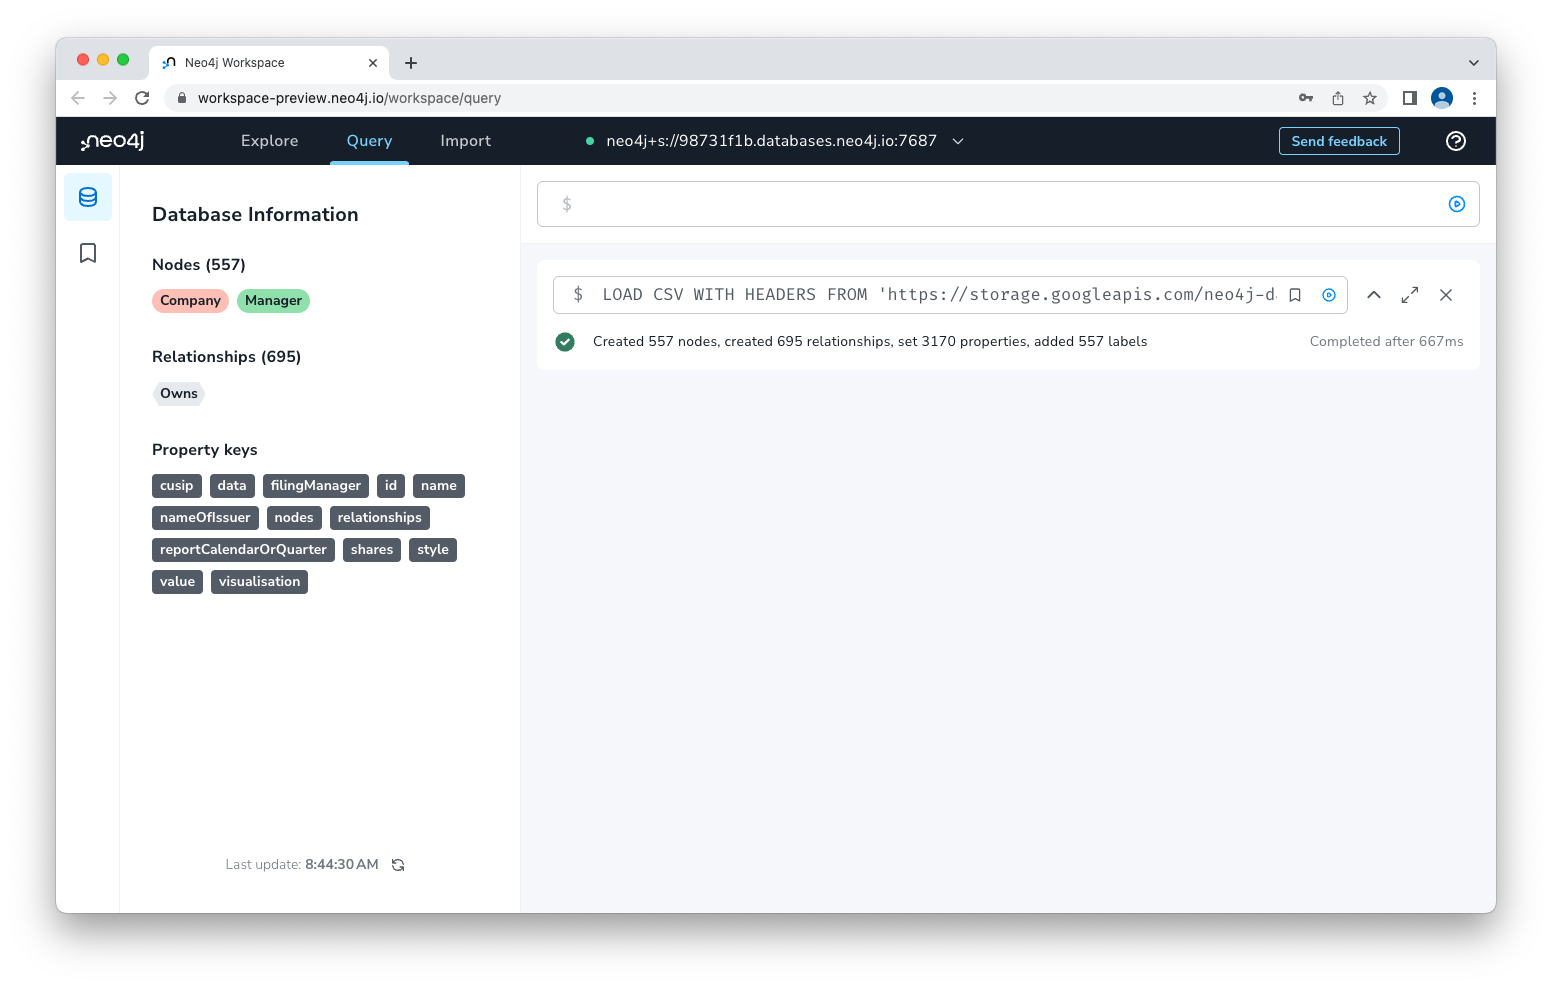 Neo4j Workspace
workspace-preview.neo4j.io/workspace/query
neo4j Explore Query Import neo4j+s://98731f1b.databases.neo4j.io:7687 Send feedback
Database Information
Nodes (557)
Company Manager
Relationships (695)
Owns
Property keys
cusip data filingManager id name
nameOfIssuer nodes relationships
reportCalendarOrQuarter shares style
value visualisation
Last update: 8:44:30 AM
$
$ LOAD CSV WITH HEADERS FROM 'https://storage.googleapis.com/neo4j-d
Created 557 nodes, created 695 relationships, set 3170 properties, added 557 labels Completed after 667ms